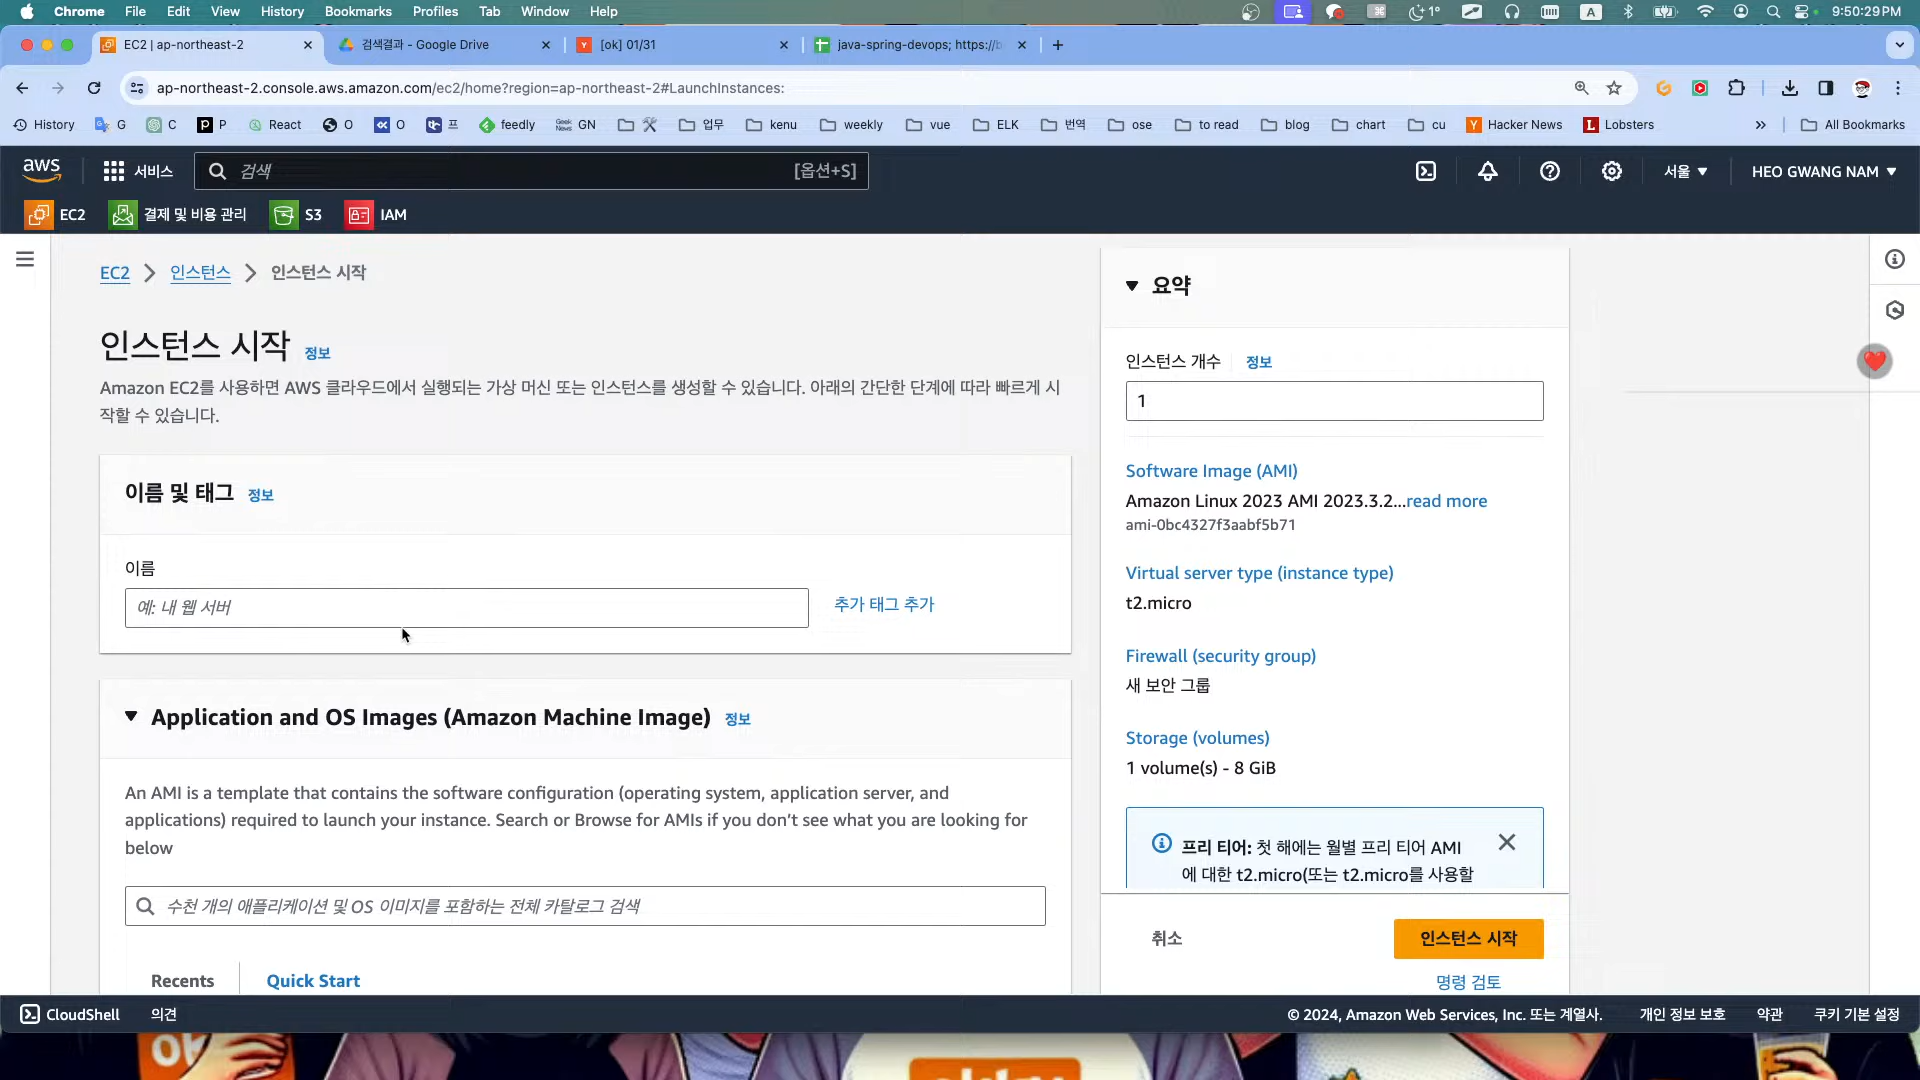 Chrome File Edit View History Bookmarks Profiles Tab Window Help 1° A 9:50:29 PM
EC2 | ap-northeast-2 검색결과 - Google Drive [ok] 01/31 java-spring-devops; https://b
ap-northeast-2.console.aws.amazon.com/ec2/home?region=ap-northeast-2#LaunchInstances:
History G C P React O O 프 feedly GN 업무 kenu weekly vue ELK 번역 ose to read blog chart cu Hacker News Lobsters All Bookmarks
aws 서비스 검색 [옵션+S] 서울 HEO GWANG NAM
EC2 결제 및 비용 관리 S3 IAM
EC2 인스턴스 인스턴스 시작
인스턴스 시작 정보
Amazon EC2를 사용하면 AWS 클라우드에서 실행되는 가상 머신 또는 인스턴스를 생성할 수 있습니다. 아래의 간단한 단계에 따라 빠르게 시
작할 수 있습니다.
이름 및 태그 정보
이름
예: 내 웹 서버
추가 태그 추가
Application and OS Images (Amazon Machine Image) 정보
An AMI is a template that contains the software configuration (operating system, application server, and
applications) required to launch your instance. Search or Browse for AMIs if you don’t see what you are looking for
below
수천 개의 애플리케이션 및 OS 이미지를 포함하는 전체 카탈로그 검색
Recents Quick Start
요약
인스턴스 개수 정보
1
Software Image (AMI)
Amazon Linux 2023 AMI 2023.3.2...read more
ami-0bc4327f3aabf5b71
Virtual server type (instance type)
t2.micro
Firewall (security group)
새 보안 그룹
Storage (volumes)
1 volume(s) - 8 GiB
프리 티어: 첫 해에는 월별 프리 티어 AMI
에 대한 t2.micro(또는 t2.micro를 사용할
취소 인스턴스 시작
명령 검토
CloudShell 의견 © 2024, Amazon Web Services, Inc. 또는 계열사. 개인 정보 보호 약관 쿠키 기본 설정